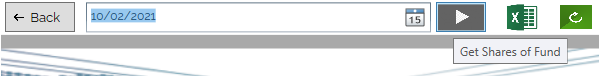 ← Back 10/02/2021 15
Get Shares of Fund